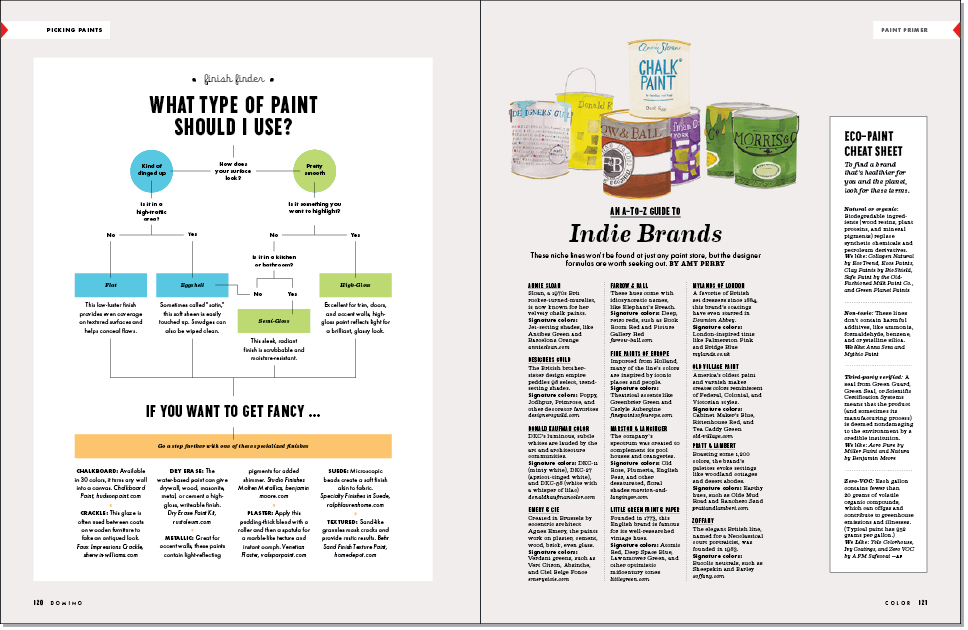 PICKING PAINTS
finish finder
WHAT TYPE OF PAINT
SHOULD I USE?
Kind of
dinged up
How does
your surface
look?
Pretty
smooth
Is it in a
high-traffic
area?
Is it something you
want to highlight?
No
Yes
No
Yes
Is it in a kitchen
or bathroom?
Flat
Eggshell
No
Yes
High-Gloss
Semi-Gloss
This low-luster finish
provides even coverage
on textured surfaces and
helps conceal flaws.
Sometimes called "satin,"
this soft sheen is easily
touched up. Smudges can
also be wiped clean.
This sleek, radiant
finish is scrubbable and
moisture-resistant.
Excellent for trim, doors,
and accent walls, high-
gloss paint reflects light for
a brilliant, glassy look.
IF YOU WANT TO GET FANCY ...
Go a step further with one of these specialized finishes
CHALKBOARD: Available
in 30 colors, it turns any wall
into a canvas. Chalkboard
Paint, hudsonpaint.com
CRACKLE: This glaze is
often used between coats
on wooden furniture to
fake an antiqued look.
Faux Impressions Crackle,
sherwin-williams.com
DRY ERASE: The
water-based paint can give
drywall, wood, masonite,
metal, or cement a high-
gloss, writeable finish.
Dry Erase Paint Kit,
rustoleum.com
METALLIC: Great for
accent walls, these paints
contain light-reflecting
pigments for added
shimmer. Studio Finishes
Molten Metallics, benjamin
moore.com
PLASTER: Apply this
pudding-thick blend with a
roller and then a spatula for
a marble-like texture and
instant oomph. Venetian
Plaster, valsparpaint.com
SUEDE: Microscopic
beads create a soft finish
akin to fabric.
Specialty Finishes in Suede,
ralphlaurenhome.com
TEXTURED: Sand-like
granules mask cracks and
provide rustic results. Behr
Sand Finish Texture Paint,
homedepot.com
120 DOMINO
PAINT PRIMER
Annie Sloan
CHALK
PAINT
Duck Egg
DESIGNERS GUIL
Donald K
OW & BALL
F&B
YORK
MORRIS & C
AN A-TO-Z GUIDE TO
Indie Brands
These niche lines won't be found at just any paint store, but the designer
formulas are worth seeking out. BY AMY PERRY
ANNIE SLOAN
Sloan, a 1970s Brit
rocker-turned-muralist,
is now known for her
velvety chalk paints.
Signature colors:
Jet-setting shades, like
Antibes Green and
Barcelona Orange
anniesloan.com
DESIGNERS GUILD
The British brother-
sister design empire
peddles 98 select, trend-
setting shades.
Signature colors: Poppy,
Jodhpur, Primrose, and
other decorator favorites
designersguild.com
DONALD KAUFMAN COLOR
DKC's luminous, subtle
whites are lauded by the
art and architecture
communities.
Signature colors: DKC-11
(minty white), DKC-27
(apricot-tinged white),
and DKC-58 (white with
a whisper of lilac)
donaldkaufmancolor.com
EMERY & CIE
Created in Brussels by
eccentric architect
Agnes Emery, the paints
work on plaster, cement,
wood, brick, even glass.
Signature colors:
Verdant greens, such as
Vert Citron, Absinthe,
and Ciel Belge Fonce
emeryetcie.com
FARROW & BALL
These hues come with
idiosyncratic names,
like Elephant's Breath.
Signature colors: Deep,
retro reds, such as Book
Room Red and Picture
Gallery Red
farrow-ball.com
FINE PAINTS OF EUROPE
Imported from Holland,
many of the line's colors
are inspired by iconic
places and people.
Signature colors:
Theatrical essentials like
Greenbrier Green and
Carlyle Aubergine
finepaintsofeurope.com
MARSTON & LANGINGER
The company's
spectrum was created to
complement its pool
houses and orangeries.
Signature colors: Old
Rose, Plumeria, English
Pear, and other
desaturated, floral
shades marston-and-
langinger.com
LITTLE GREEN PAINT & PAPER
Founded in 1773, this
English brand is famous
for its well-researched
vintage hues.
Signature colors: Atomic
Red, Deep Space Blue,
Lawnmower Green, and
other optimistic
midcentury tones
littlegreen.com
MYLANDS OF LONDON
A favorite of British
set dressers since 1884,
this brand's coatings
have even starred in
Downton Abbey.
Signature colors:
London-inspired tints
like Palmerston Pink
and Bridge Blue
mylands.co.uk
OLD VILLAGE PAINT
America's oldest paint
and varnish maker
creates colors reminiscent
of Federal, Colonial, and
Victorian styles.
Signature colors:
Cabinet Maker's Blue,
Rittenhouse Red, and
Tea Caddy Green
old-village.com
PRATT & LAMBERT
Boasting some 1,200
colors, the brand's
palettes evoke settings
like woodland cottages
and desert abodes.
Signature colors: Earthy
hues, such as Olde Mud
Road and Ranchero Sand
prattandlambert.com
ZOFFANY
The elegant British line,
named for a Neoclassical
court portraitist, was
founded in 1983.
Signature colors:
Bucolic neutrals, such as
Sheepskin and Barley
zoffany.com
ECO-PAINT
CHEAT SHEET
To find a brand
that's healthier for
you and the planet,
look for these terms.
Natural or organic:
Biodegradable ingred-
ients (wood resins, plant
proteins, and mineral
pigments) replace
synthetic chemicals and
petroleum derivatives.
We like: Collagen Natural
by EcoTrend, Ecos Paints,
Clay Paints by BioShield,
Safe Paint by the Old-
Fashioned Milk Paint Co.,
and Green Planet Paints
Non-toxic: These lines
don't contain harmful
additives, like ammonia,
formaldehyde, benzene,
and crystalline silica.
We like: Anna Sova and
Mythic Paint
Third-party verified: A
seal from Green Guard,
Green Seal, or Scientific
Certification Systems
means that the product
(and sometimes its
manufacturing process)
is deemed nondamaging
to the environment by a
credible institution.
We like: Acro Pure by
Miller Paint and Natura
by Benjamin Moore
Zero-VOC: Each gallon
contains fewer than
20 grams of volatile
organic compounds,
which can offgas and
contribute to greenhouse
emissions and illnesses.
(Typical paints has 950
grams per gallon.)
We like: Yolo Colorhouse,
Ivy Coatings, and Zero VOC
by AFM Safecoat —AP
COLOR 121